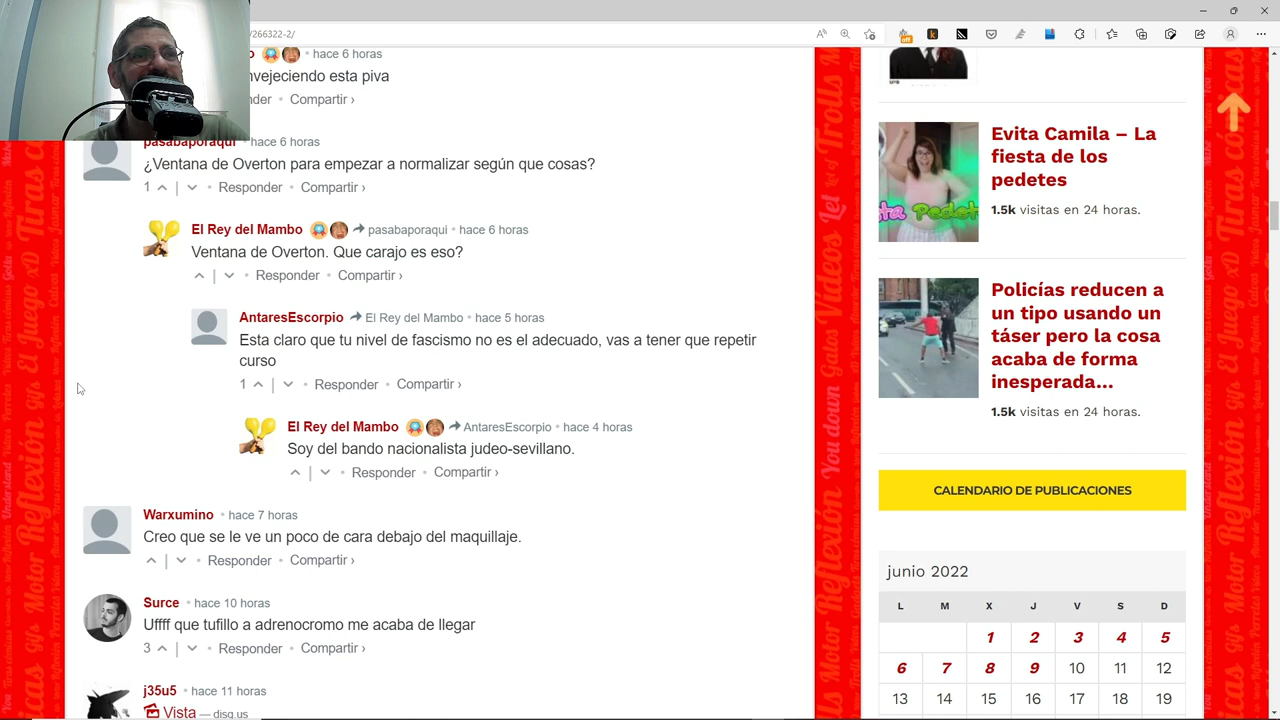 /266322-2/
o • hace 6 horas
nvejeciendo esta piva
nder • Compartir ›
pasabaporaqui • hace 6 horas
¿Ventana de Overton para empezar a normalizar según que cosas?
1 • Responder • Compartir ›
El Rey del Mambo pasabaporaqui • hace 6 horas
Ventana de Overton. Que carajo es eso?
• Responder • Compartir ›
AntaresEscorpio El Rey del Mambo • hace 5 horas
Esta claro que tu nivel de fascismo no es el adecuado, vas a tener que repetir
curso
1 • Responder • Compartir ›
El Rey del Mambo AntaresEscorpio • hace 4 horas
Soy del bando nacionalista judeo-sevillano.
• Responder • Compartir ›
Warxumino • hace 7 horas
Creo que se le ve un poco de cara debajo del maquillaje.
• Responder • Compartir ›
Surce • hace 10 horas
Uffff que tufillo a adrenocromo me acaba de llegar
3 • Responder • Compartir ›
j35u5 • hace 11 horas
Vista — disq.us
Evita Camila – La
fiesta de los
pedetes
1.5k visitas en 24 horas.
Policías reducen a
un tipo usando un
táser pero la cosa
acaba de forma
inesperada...
1.5k visitas en 24 horas.
CALENDARIO DE PUBLICACIONES
junio 2022
L M X J V S D
1 2 3 4 5
6 7 8 9 10 11 12
13 14 15 16 17 18 19